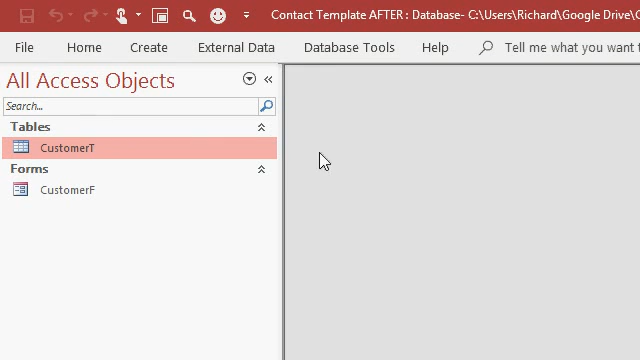 Contact Template AFTER : Database- C:\Users\Richard\Google Drive\
File Home Create External Data Database Tools Help Tell me what you want
All Access Objects
Search...
Tables
CustomerT
Forms
CustomerF